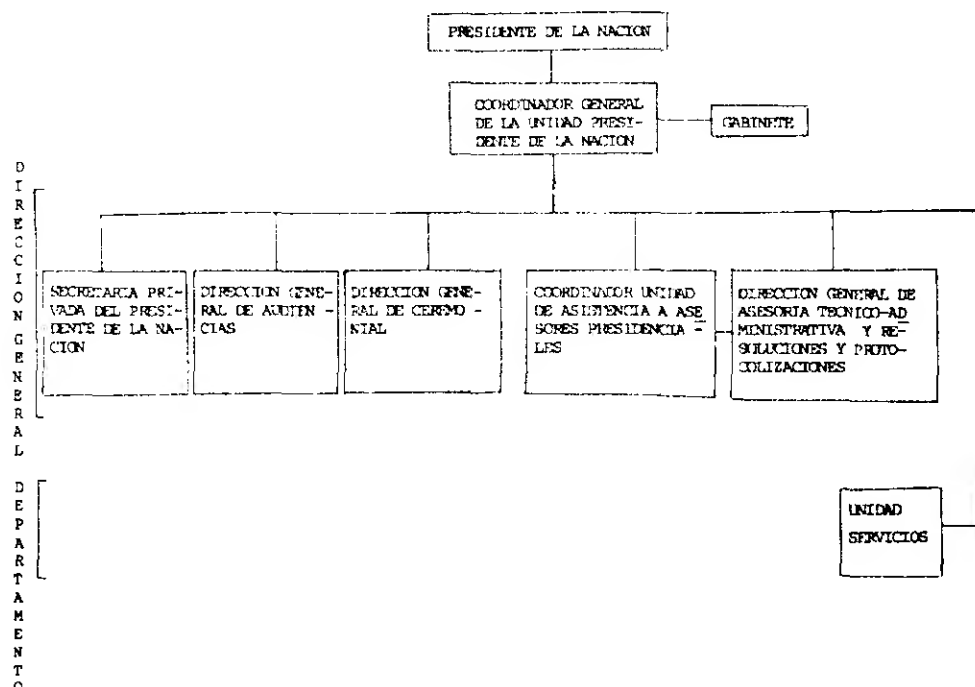 PRESIDENTE DE LA NACION
COORDINADOR GENERAL
DE LA UNIDAD PRESI-
DENTE DE LA NACION
GABINETE
DIRECCION GENERAL
SECRETARIA PRI-
VADA DEL PRESI-
DENTE DE LA NA-
CION
DIRECCION GENE-
RAL DE AUDIEN-
CIAS
DIRECCION GENE-
RAL DE CEREMO-
NIAL
COORDINADOR UNIDAD
DE ASISTENCIA A ASE
SORES PRESIDENCIA-
LES
DIRECCION GENERAL DE
ASESORIA TECNICO-AD
MINISTRATIVA Y RE-
SOLUCIONES Y PROTO-
COLIZACIONES
DEPARTAMENTO
UNIDAD
SERVICIOS